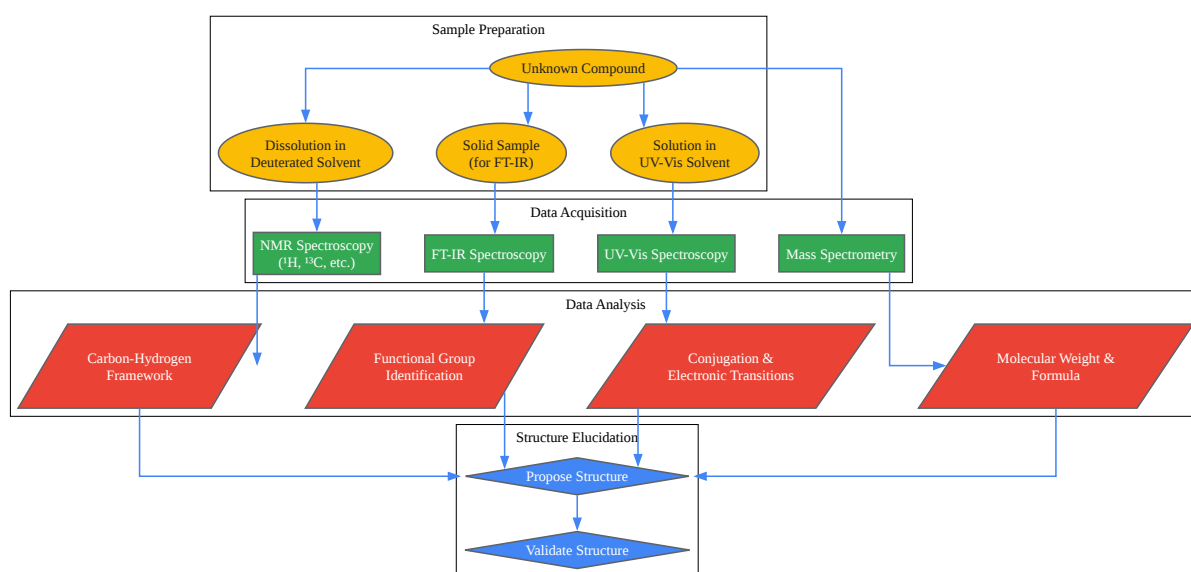 Sample Preparation
Unknown Compound
Dissolution in
Deuterated Solvent
Solid Sample
(for FT-IR)
Solution in
UV-Vis Solvent
Data Acquisition
NMR Spectroscopy
(¹H, ¹³C, etc.)
FT-IR Spectroscopy
UV-Vis Spectroscopy
Mass Spectrometry
Data Analysis
Carbon-Hydrogen
Framework
Functional Group
Identification
Conjugation &
Electronic Transitions
Molecular Weight &
Formula
Structure Elucidation
Propose Structure
Validate Structure